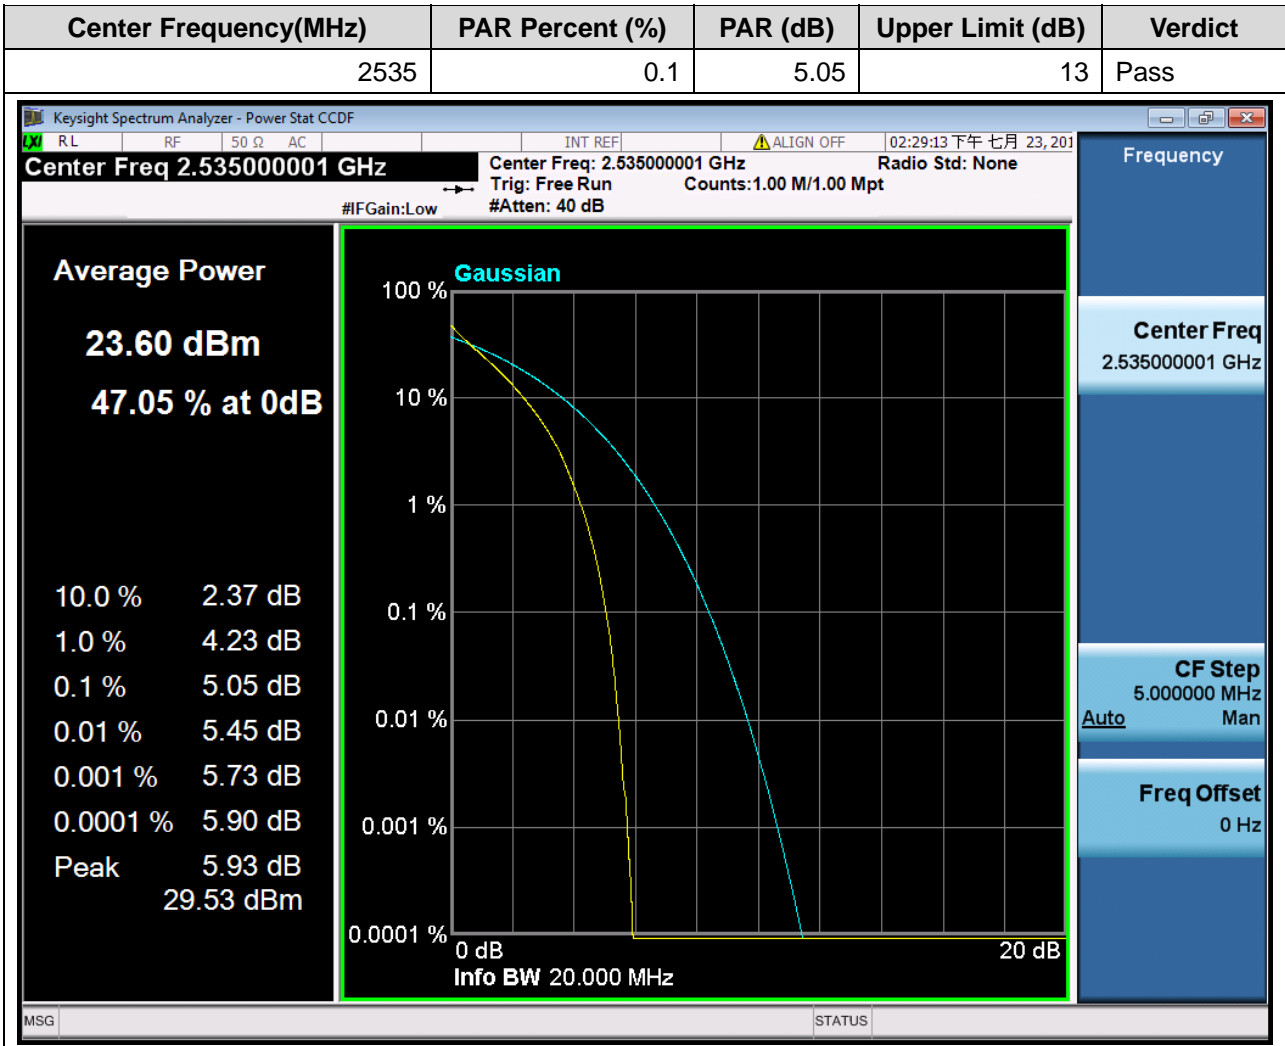 Center Frequency(MHz) PAR Percent (%) PAR (dB) Upper Limit (dB) Verdict
2535 0.1 5.05 13 Pass
Keysight Spectrum Analyzer - Power Stat CCDF
LXI RL RF 50 Ω AC INT REF ALIGN OFF 02:29:13 下午 七月 23, 201
Center Freq 2.535000001 GHz
#IFGain:Low
Center Freq: 2.535000001 GHz Radio Std: None
Trig: Free Run Counts:1.00 M/1.00 Mpt
#Atten: 40 dB
Average Power
23.60 dBm
47.05 % at 0dB
10.0 % 2.37 dB
1.0 % 4.23 dB
0.1 % 5.05 dB
0.01 % 5.45 dB
0.001 % 5.73 dB
0.0001 % 5.90 dB
Peak 5.93 dB
29.53 dBm
Gaussian
100 %
10 %
1 %
0.1 %
0.01 %
0.001 %
0.0001 %
0 dB 20 dB
Info BW 20.000 MHz
Frequency
Center Freq
2.535000001 GHz
CF Step
5.000000 MHz
Auto Man
Freq Offset
0 Hz
MSG STATUS